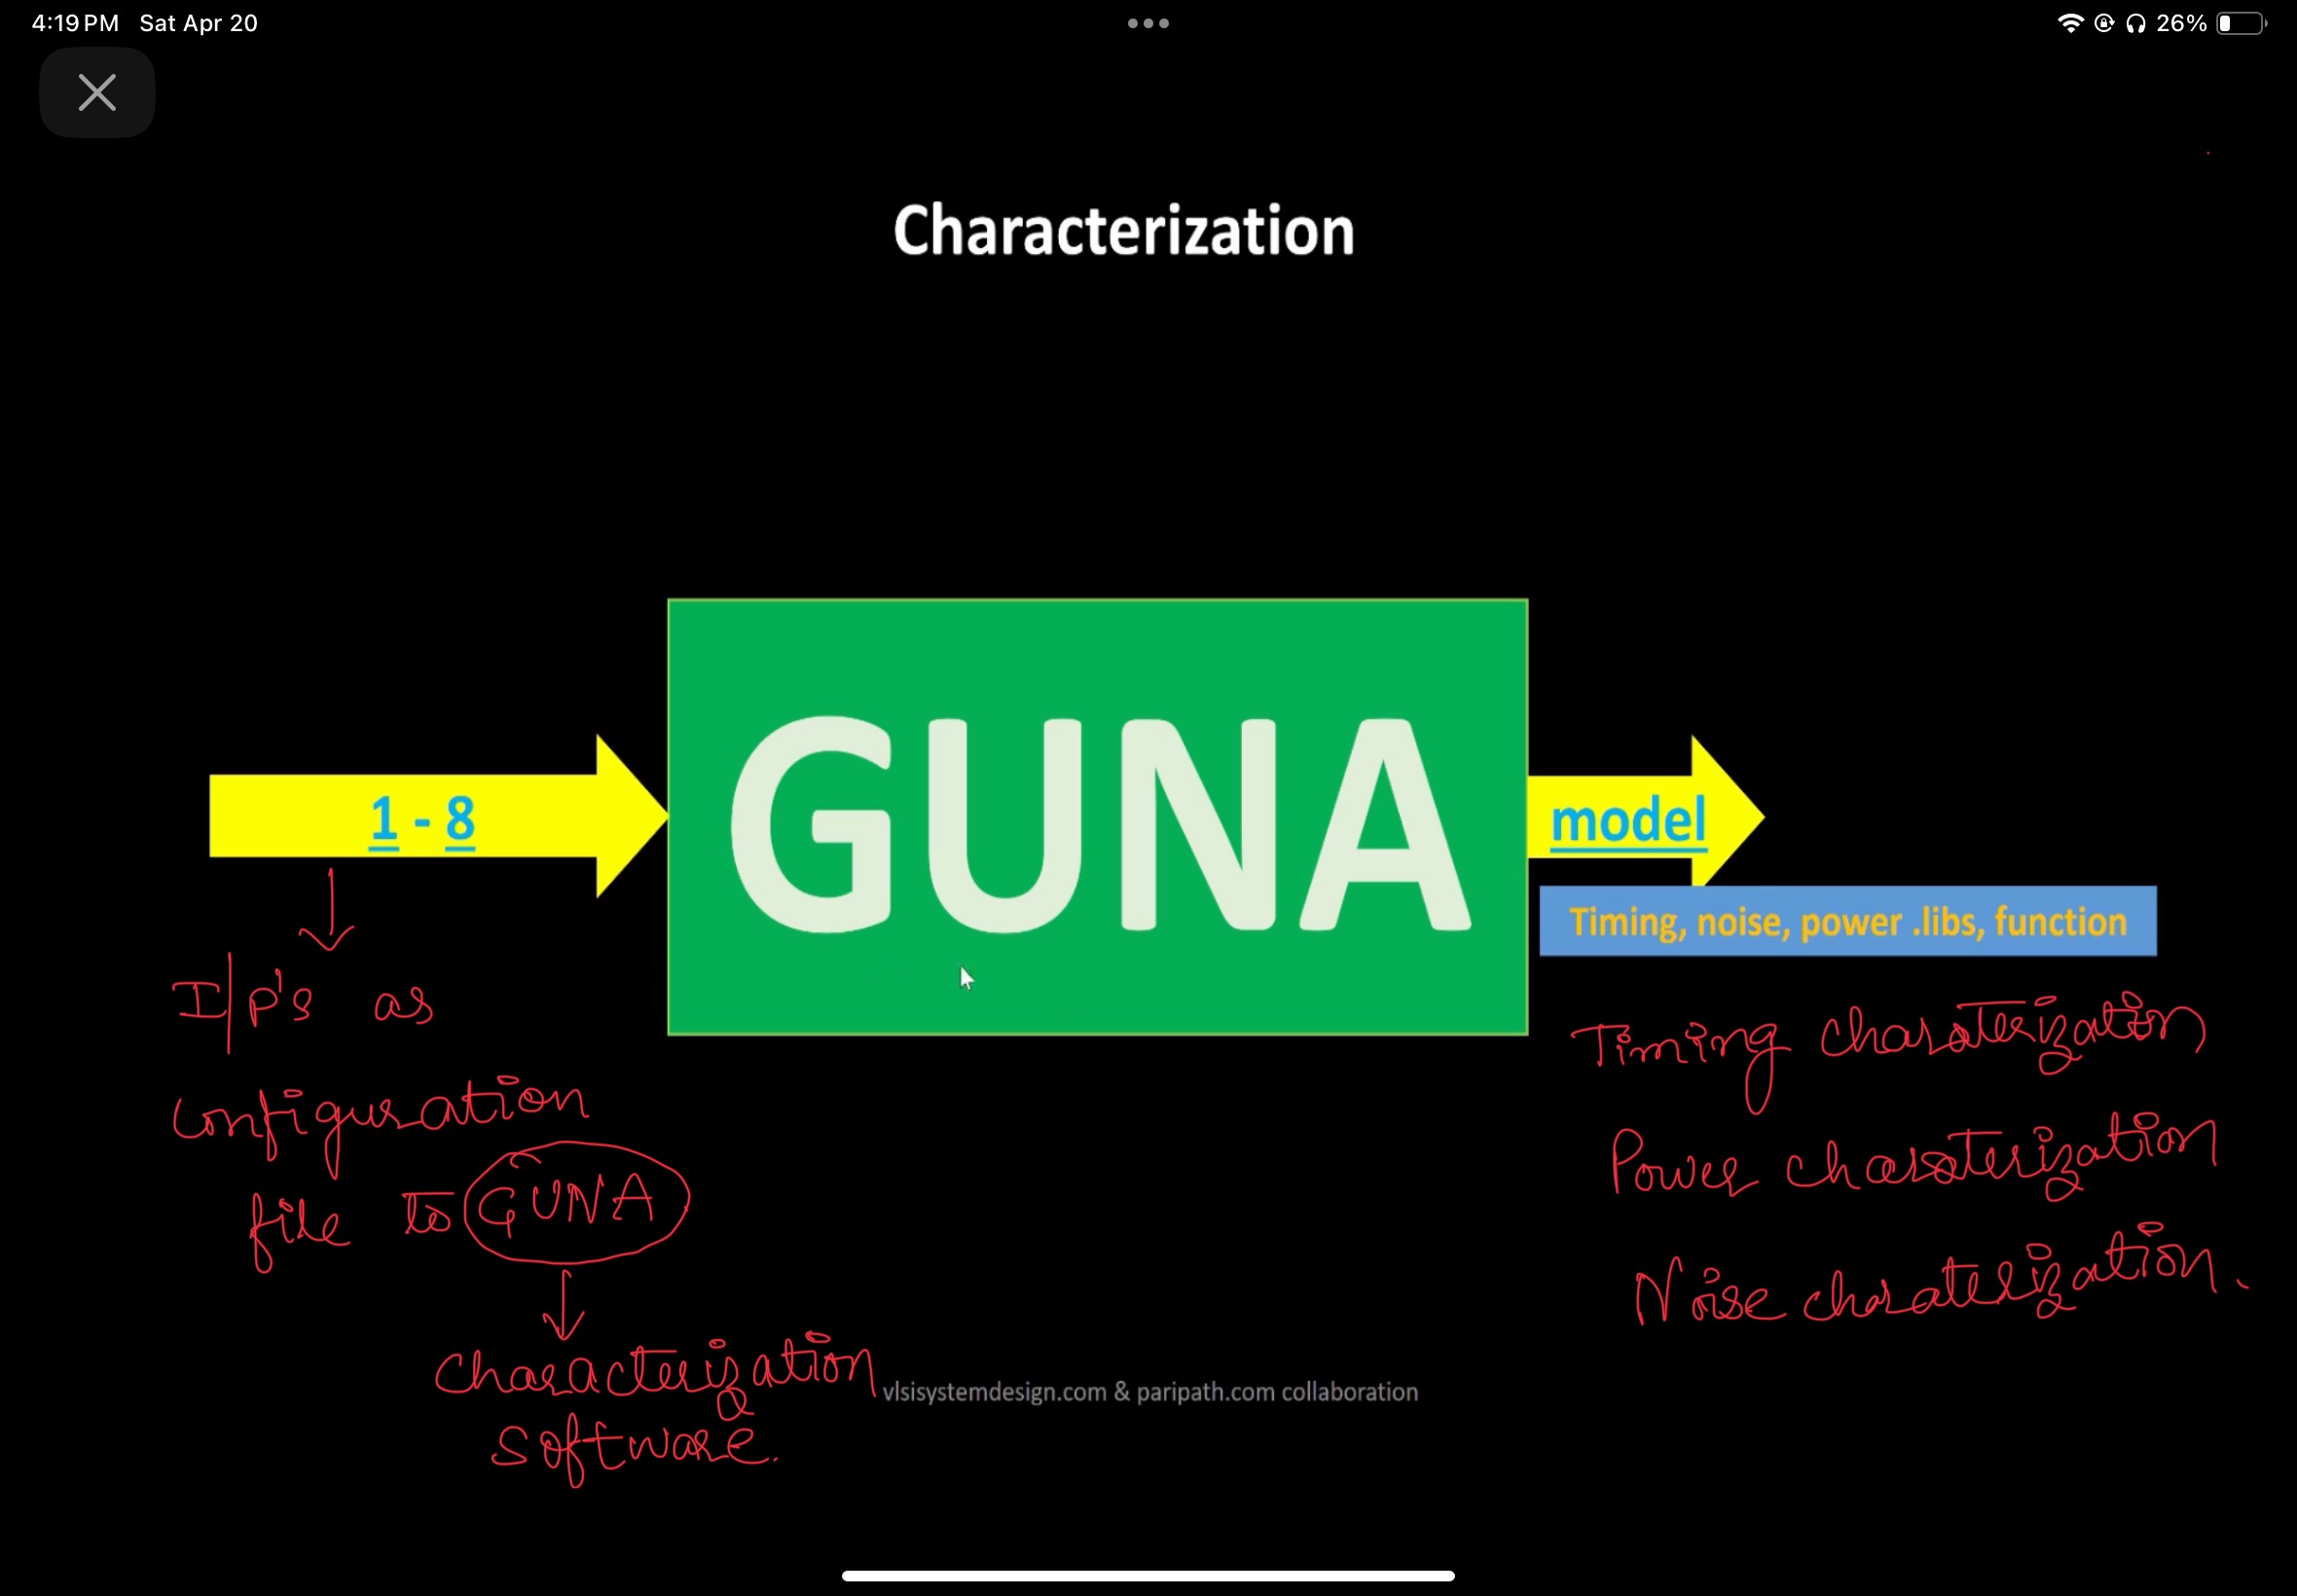 4:19 PM Sat Apr 20
26%
Characterization
1 - 8
GUNA
model
Timing, noise, power .libs, function
I/P's as
configuration
file to GUNA
characterization
software.
Timing charaterization
Power charaterization
Noise charaterization.
vlsisystemdesign.com & paripath.com collaboration